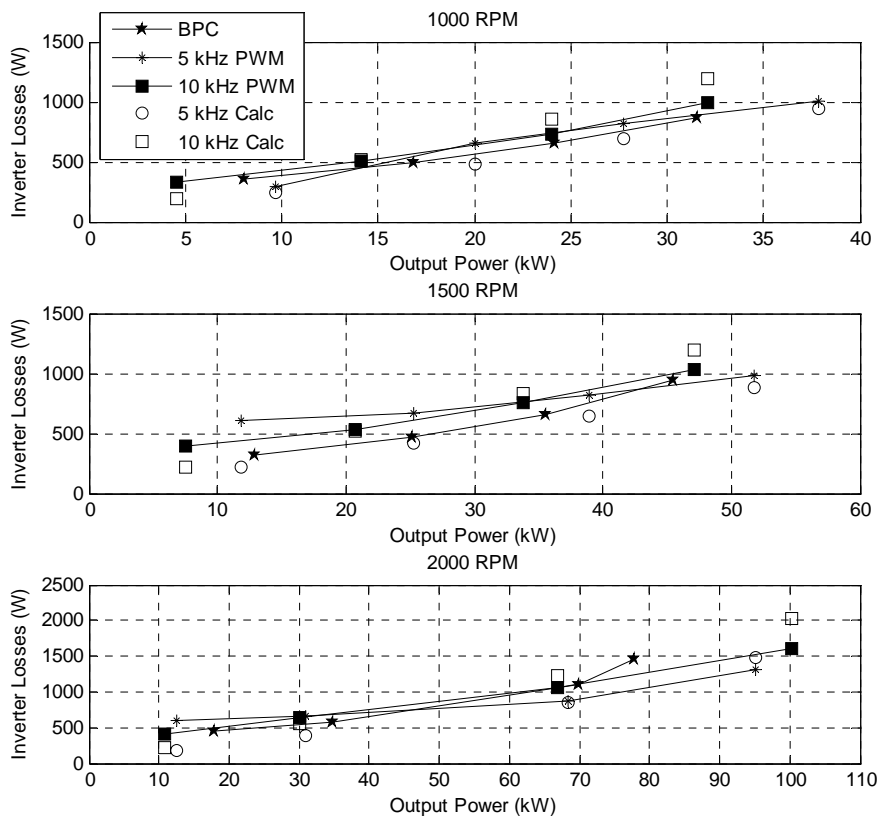 1000 RPM
BPC
5 kHz PWM
10 kHz PWM
5 kHz Calc
10 kHz Calc
1500
1000
500
0
Inverter Losses (W)
0 5 10 15 20 25 30 35 40
Output Power (kW)
1500 RPM
1500
1000
500
0
Inverter Losses (W)
0 10 20 30 40 50 60
Output Power (kW)
2000 RPM
2500
2000
1500
1000
500
0
Inverter Losses (W)
0 10 20 30 40 50 60 70 80 90 100 110
Output Power (kW)